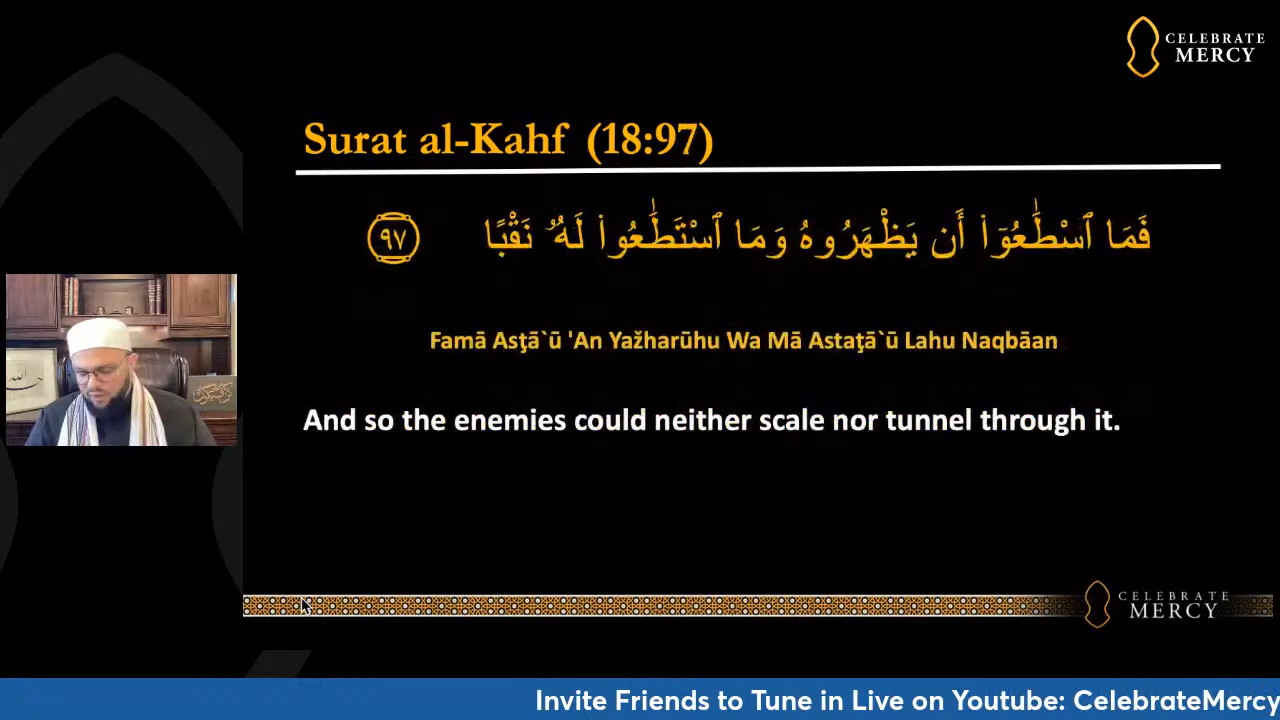 CELEBRATE
MERCY
Surat al-Kahf (18:97)
فَمَا ٱسْطَٰعُوٓا۟ أَن يَظْهَرُوهُ وَمَا ٱسْتَطَٰعُوا۟ لَهُۥ نَقْبًا ٩٧
Famā Asţā`ū 'An Yažharūhu Wa Mā Astaţā`ū Lahu Naqbāan
And so the enemies could neither scale nor tunnel through it.
CELEBRATE
MERCY
Invite Friends to Tune in Live on Youtube: CelebrateMercy